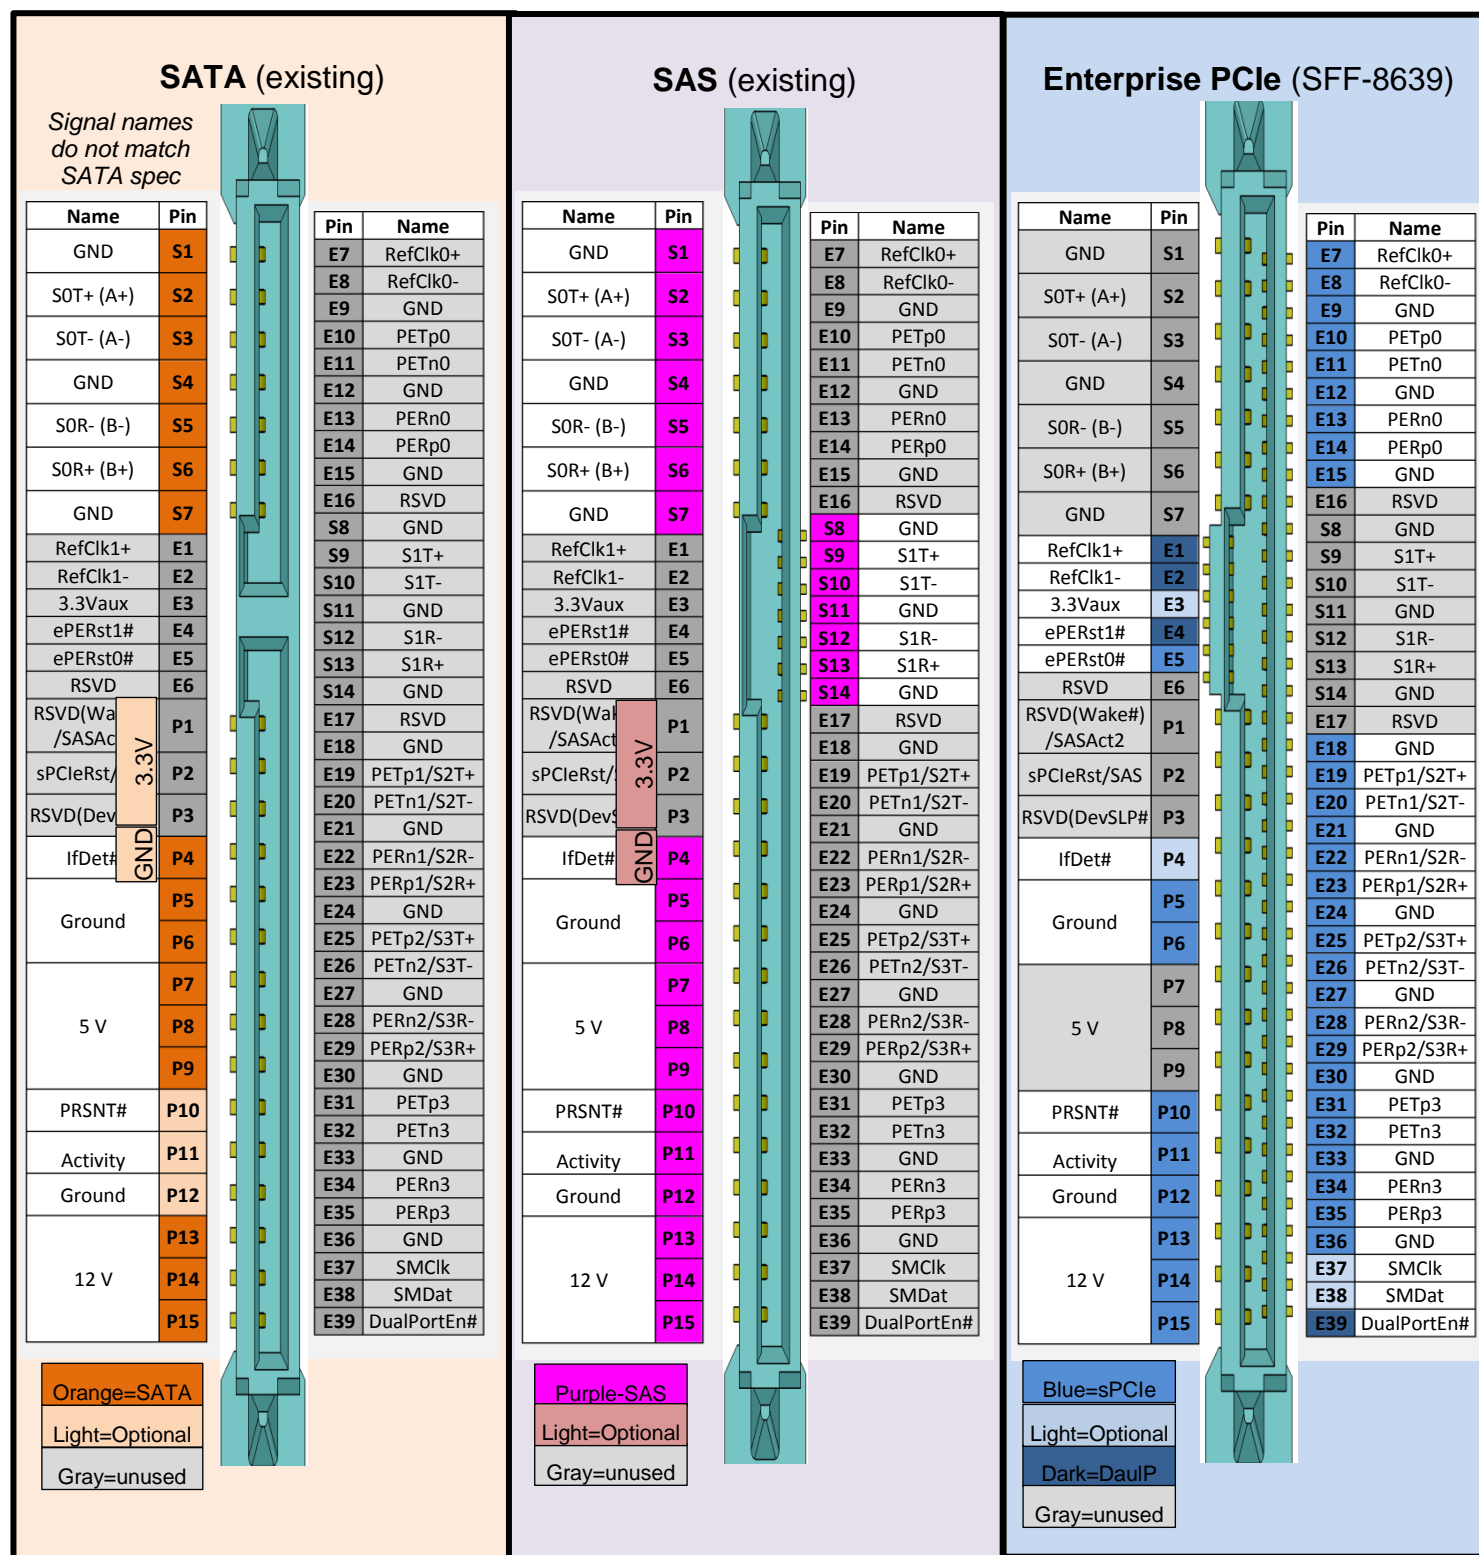 SATA (existing)
Signal names
do not match
SATA spec
Name Pin
GND S1
S0T+ (A+) S2
S0T- (A-) S3
GND S4
S0R- (B-) S5
S0R+ (B+) S6
GND S7
RefClk1+ E1
RefClk1- E2
3.3Vaux E3
ePERst1# E4
ePERst0# E5
RSVD E6
RSVD(Wa
/SASAc P1
sPCIeRst/ P2
RSVD(Dev P3
3.3V
GND
IfDet# P4
Ground P5
P6
5 V P7
P8
P9
PRSNT# P10
Activity P11
Ground P12
12 V P13
P14
P15
Pin Name
E7 RefClk0+
E8 RefClk0-
E9 GND
E10 PETp0
E11 PETn0
E12 GND
E13 PERn0
E14 PERp0
E15 GND
E16 RSVD
S8 GND
S9 S1T+
S10 S1T-
S11 GND
S12 S1R-
S13 S1R+
S14 GND
E17 RSVD
E18 GND
E19 PETp1/S2T+
E20 PETn1/S2T-
E21 GND
E22 PERn1/S2R-
E23 PERp1/S2R+
E24 GND
E25 PETp2/S3T+
E26 PETn2/S3T-
E27 GND
E28 PERn2/S3R-
E29 PERp2/S3R+
E30 GND
E31 PETp3
E32 PETn3
E33 GND
E34 PERn3
E35 PERp3
E36 GND
E37 SMClk
E38 SMDat
E39 DualPortEn#
Orange=SATA
Light=Optional
Gray=unused
SAS (existing)
Name Pin
GND S1
S0T+ (A+) S2
S0T- (A-) S3
GND S4
S0R- (B-) S5
S0R+ (B+) S6
GND S7
RefClk1+ E1
RefClk1- E2
3.3Vaux E3
ePERst1# E4
ePERst0# E5
RSVD E6
RSVD(Wak
/SASAct P1
sPCIeRst/S P2
RSVD(DevS P3
3.3V
GND
IfDet# P4
Ground P5
P6
5 V P7
P8
P9
PRSNT# P10
Activity P11
Ground P12
12 V P13
P14
P15
Pin Name
E7 RefClk0+
E8 RefClk0-
E9 GND
E10 PETp0
E11 PETn0
E12 GND
E13 PERn0
E14 PERp0
E15 GND
E16 RSVD
S8 GND
S9 S1T+
S10 S1T-
S11 GND
S12 S1R-
S13 S1R+
S14 GND
E17 RSVD
E18 GND
E19 PETp1/S2T+
E20 PETn1/S2T-
E21 GND
E22 PERn1/S2R-
E23 PERp1/S2R+
E24 GND
E25 PETp2/S3T+
E26 PETn2/S3T-
E27 GND
E28 PERn2/S3R-
E29 PERp2/S3R+
E30 GND
E31 PETp3
E32 PETn3
E33 GND
E34 PERn3
E35 PERp3
E36 GND
E37 SMClk
E38 SMDat
E39 DualPortEn#
Purple-SAS
Light=Optional
Gray=unused
Enterprise PCIe (SFF-8639)
Name Pin
GND S1
S0T+ (A+) S2
S0T- (A-) S3
GND S4
S0R- (B-) S5
S0R+ (B+) S6
GND S7
RefClk1+ E1
RefClk1- E2
3.3Vaux E3
ePERst1# E4
ePERst0# E5
RSVD E6
RSVD(Wake#)
/SASAct2 P1
sPCIeRst/SAS P2
RSVD(DevSLP# P3
IfDet# P4
Ground P5
P6
5 V P7
P8
P9
PRSNT# P10
Activity P11
Ground P12
12 V P13
P14
P15
Pin Name
E7 RefClk0+
E8 RefClk0-
E9 GND
E10 PETp0
E11 PETn0
E12 GND
E13 PERn0
E14 PERp0
E15 GND
E16 RSVD
S8 GND
S9 S1T+
S10 S1T-
S11 GND
S12 S1R-
S13 S1R+
S14 GND
E17 RSVD
E18 GND
E19 PETp1/S2T+
E20 PETn1/S2T-
E21 GND
E22 PERn1/S2R-
E23 PERp1/S2R+
E24 GND
E25 PETp2/S3T+
E26 PETn2/S3T-
E27 GND
E28 PERn2/S3R-
E29 PERp2/S3R+
E30 GND
E31 PETp3
E32 PETn3
E33 GND
E34 PERn3
E35 PERp3
E36 GND
E37 SMClk
E38 SMDat
E39 DualPortEn#
Blue=sPCIe
Light=Optional
Dark=DaulP
Gray=unused